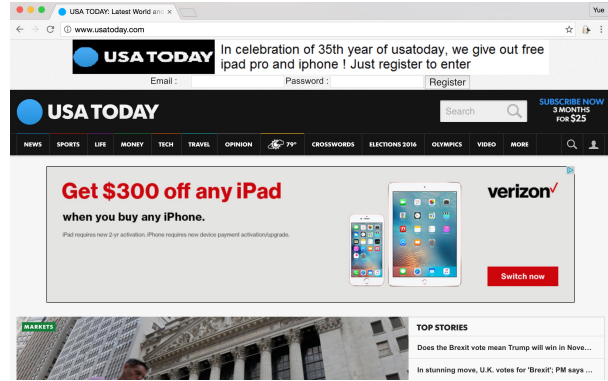 USA TODAY: Latest World and
Yue
www.usatoday.com
USA TODAY
In celebration of 35th year of usatoday, we give out free
ipad pro and iphone ! Just register to enter
Email :
Password :
Register
USA TODAY
Search
SUBSCRIBE NOW
3 MONTHS
FOR $25
NEWS SPORTS LIFE MONEY TECH TRAVEL OPINION 79° CROSSWORDS ELECTIONS 2016 OLYMPICS VIDEO MORE
Get $300 off any iPad
when you buy any iPhone.
iPad requires new 2-yr activation. iPhone requires new device payment activation/upgrade.
verizon
Switch now
MARKETS
TOP STORIES
Does the Brexit vote mean Trump will win in Nove...
In stunning move, U.K. votes for 'Brexit'; PM says ...